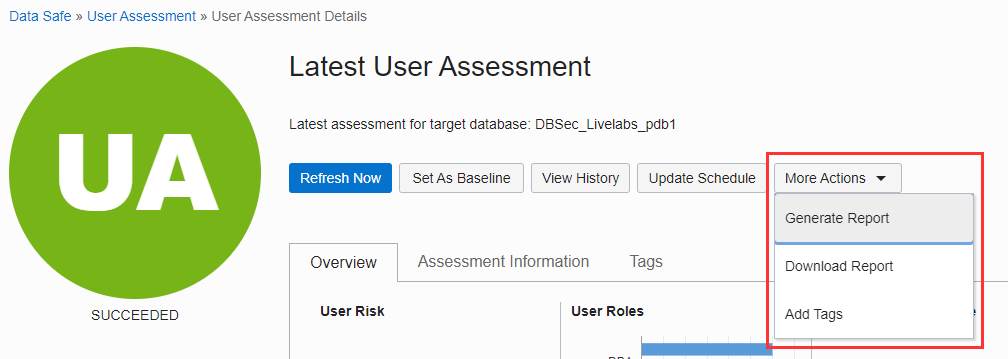 Data Safe » User Assessment » User Assessment Details
UA
SUCCEEDED
Latest User Assessment
Latest assessment for target database: DBSec_Livelabs_pdb1
Refresh Now Set As Baseline View History Update Schedule More Actions
Generate Report
Download Report
Add Tags
Overview Assessment Information Tags
User Risk User Roles